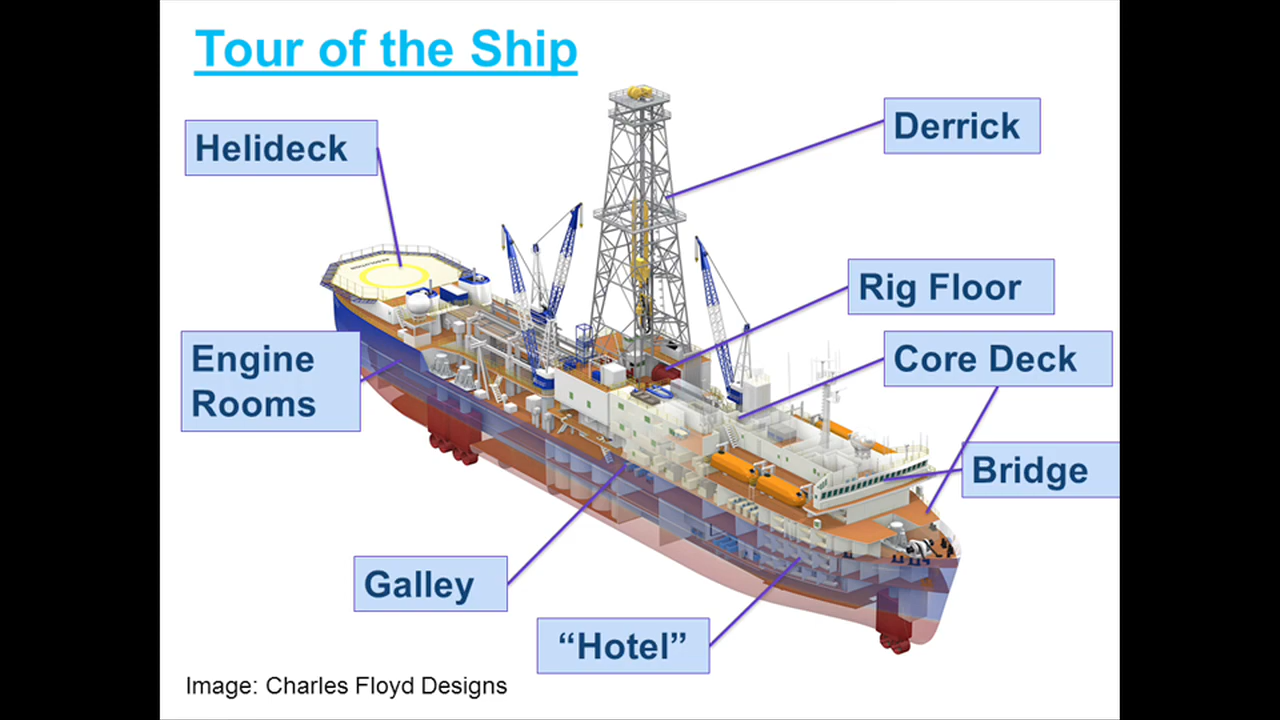 Tour of the Ship
Helideck
Derrick
Rig Floor
Engine
Rooms
Core Deck
Bridge
Galley
“Hotel”
Image: Charles Floyd Designs